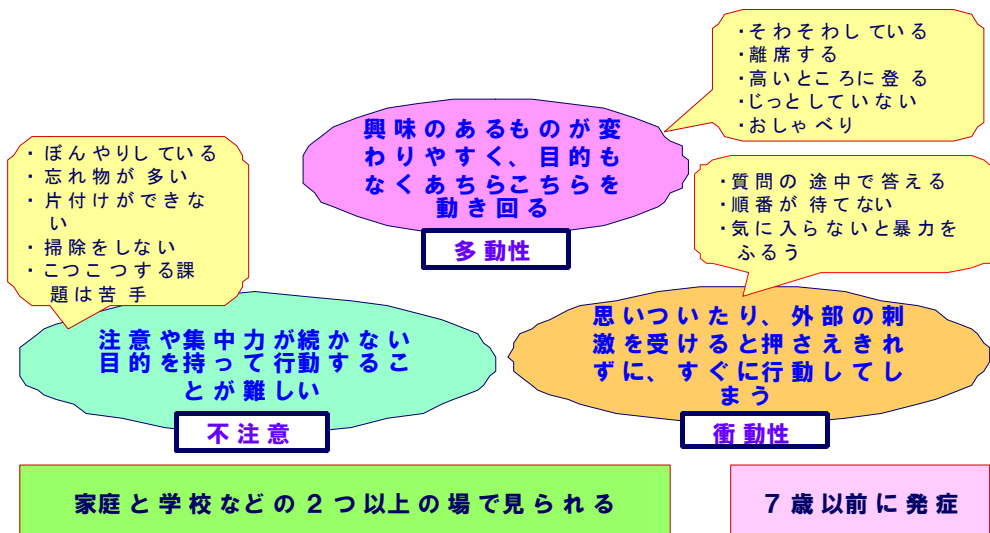 ・そわそわしている
・離席する
・高いところに登る
・じっとしていない
・おしゃべり
興味のあるものが変
わりやすく、目的も
なくあちらこちらを
動き回る
多動性
・ぼんやりしている
・忘れ物が多い
・片付けができな
い
・掃除をしない
・こつこつする課
題は苦手
・質問の途中で答える
・順番が待てない
・気に入らないと暴力を
ふるう
注意や集中力が続かない
目的を持って行動するこ
とが難しい
不注意
思いついたり、外部の刺
激を受けると押さえきれ
ずに、すぐに行動してし
まう
衝動性
家庭と学校などの2つ以上の場で見られる
7歳以前に発症